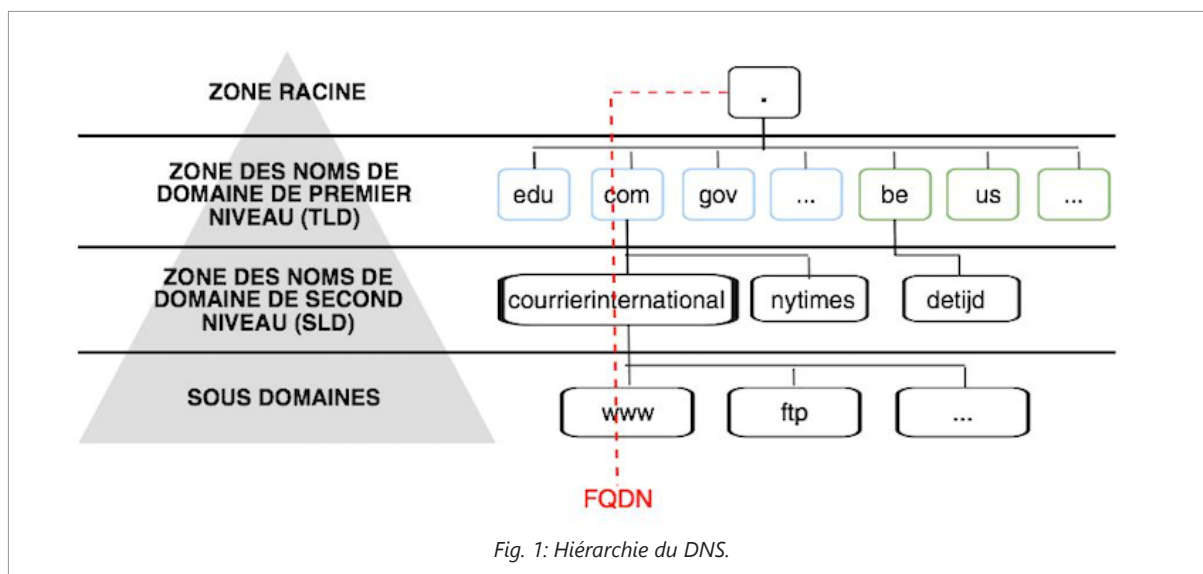 ZONE RACINE
.
ZONE DES NOMS DE
DOMAINE DE PREMIER
NIVEAU (TLD)
edu com gov ... be us ...
ZONE DES NOMS DE
DOMAINE DE SECOND
NIVEAU (SLD)
courrierinternational nytimes detijd
SOUS DOMAINES
www ftp ...
FQDN
Fig. 1: Hiérarchie du DNS.